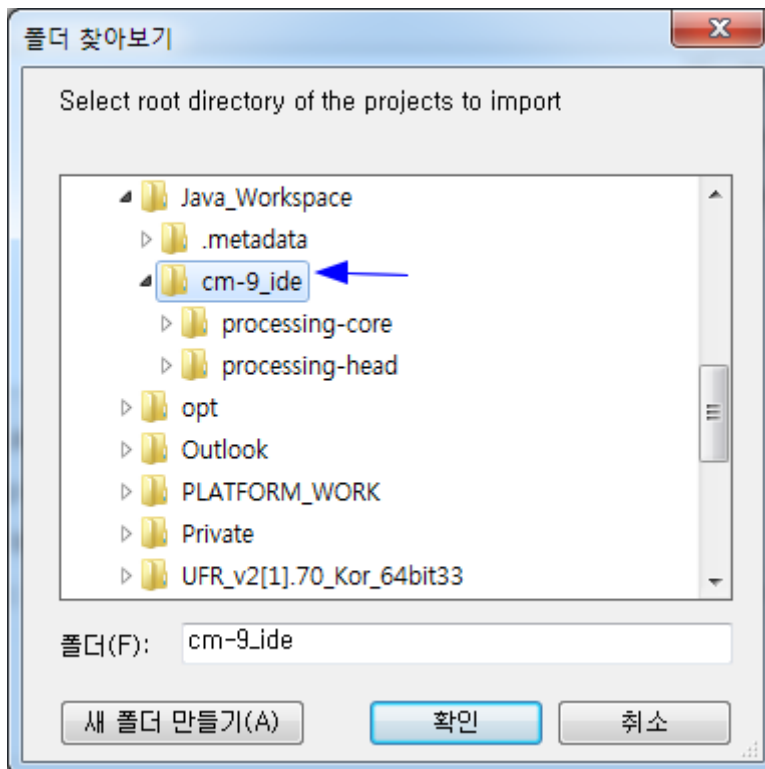 폴더 찾아보기
Select root directory of the projects to import
Java_Workspace
.metadata
cm-9_ide
processing-core
processing-head
opt
Outlook
PLATFORM_WORK
Private
UFR_v2[1].70_Kor_64bit33
폴더(F): cm-9_ide
새 폴더 만들기(A) 확인 취소